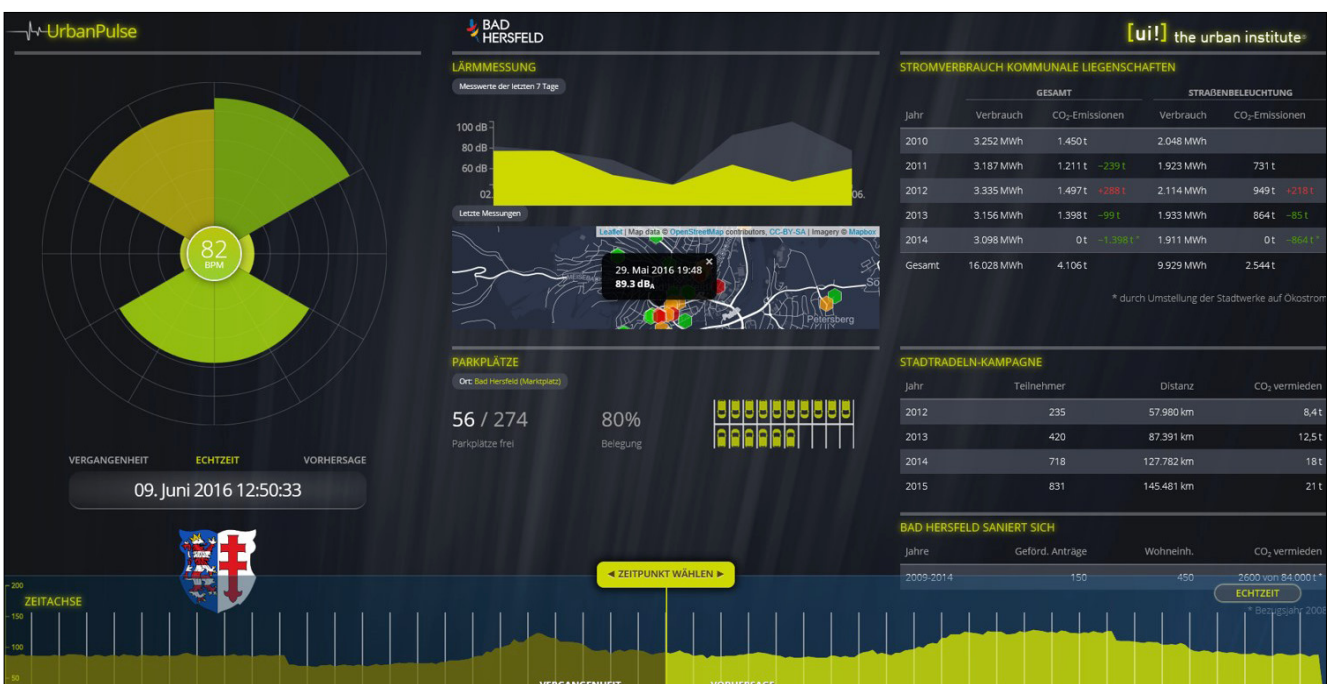 UrbanPulse
82
BPM
VERGANGENHEIT ECHTZEIT VORHERSAGE
09. Juni 2016 12:50:33
BAD
HERSFELD
LÄRMMESSUNG
Messwerte der letzten 7 Tage
100 dB
80 dB
60 dB
02. 06.
Letzte Messungen
Leaflet | Map data © OpenStreetMap contributors, CC-BY-SA | Imagery © Mapbox
29. Mai 2016 19:48
89.3 dBA
×
Petersberg
PARKPLÄTZE
Ort: Bad Hersfeld (Marktplatz)
56 / 274 80%
Parkplätze frei Belegung
[ui!] the urban institute®
STROMVERBRAUCH KOMMUNALE LIEGENSCHAFTEN
GESAMT STRAßENBELEUCHTUNG
Jahr Verbrauch CO₂-Emissionen Verbrauch CO₂-Emissionen
2010 3.252 MWh 1.450 t 2.048 MWh
2011 3.187 MWh 1.211 t −239 t 1.923 MWh 731 t
2012 3.335 MWh 1.497 t +288 t 2.114 MWh 949 t +218 t
2013 3.156 MWh 1.398 t −99 t 1.933 MWh 864 t −85 t
2014 3.098 MWh 0 t −1.398 t * 1.911 MWh 0 t −864 t *
Gesamt 16.028 MWh 4.106 t 9.929 MWh 2.544 t
* durch Umstellung der Stadtwerke auf Ökostrom
STADTRADELN-KAMPAGNE
Jahr Teilnehmer Distanz CO₂ vermieden
2012 235 57.980 km 8,4 t
2013 420 87.391 km 12,5 t
2014 718 127.782 km 18 t
2015 831 145.481 km 21 t
BAD HERSFELD SANIERT SICH
Jahre Geförd. Anträge Wohneinh. CO₂ vermieden
2009-2014 150 450 2600 von 84.000 t *
* Bezugsjahr 2008
◄ ZEITPUNKT WÄHLEN ►
ECHTZEIT
ZEITACHSE
200
150
100
50
VERGANGENHEIT VORHERSAGE